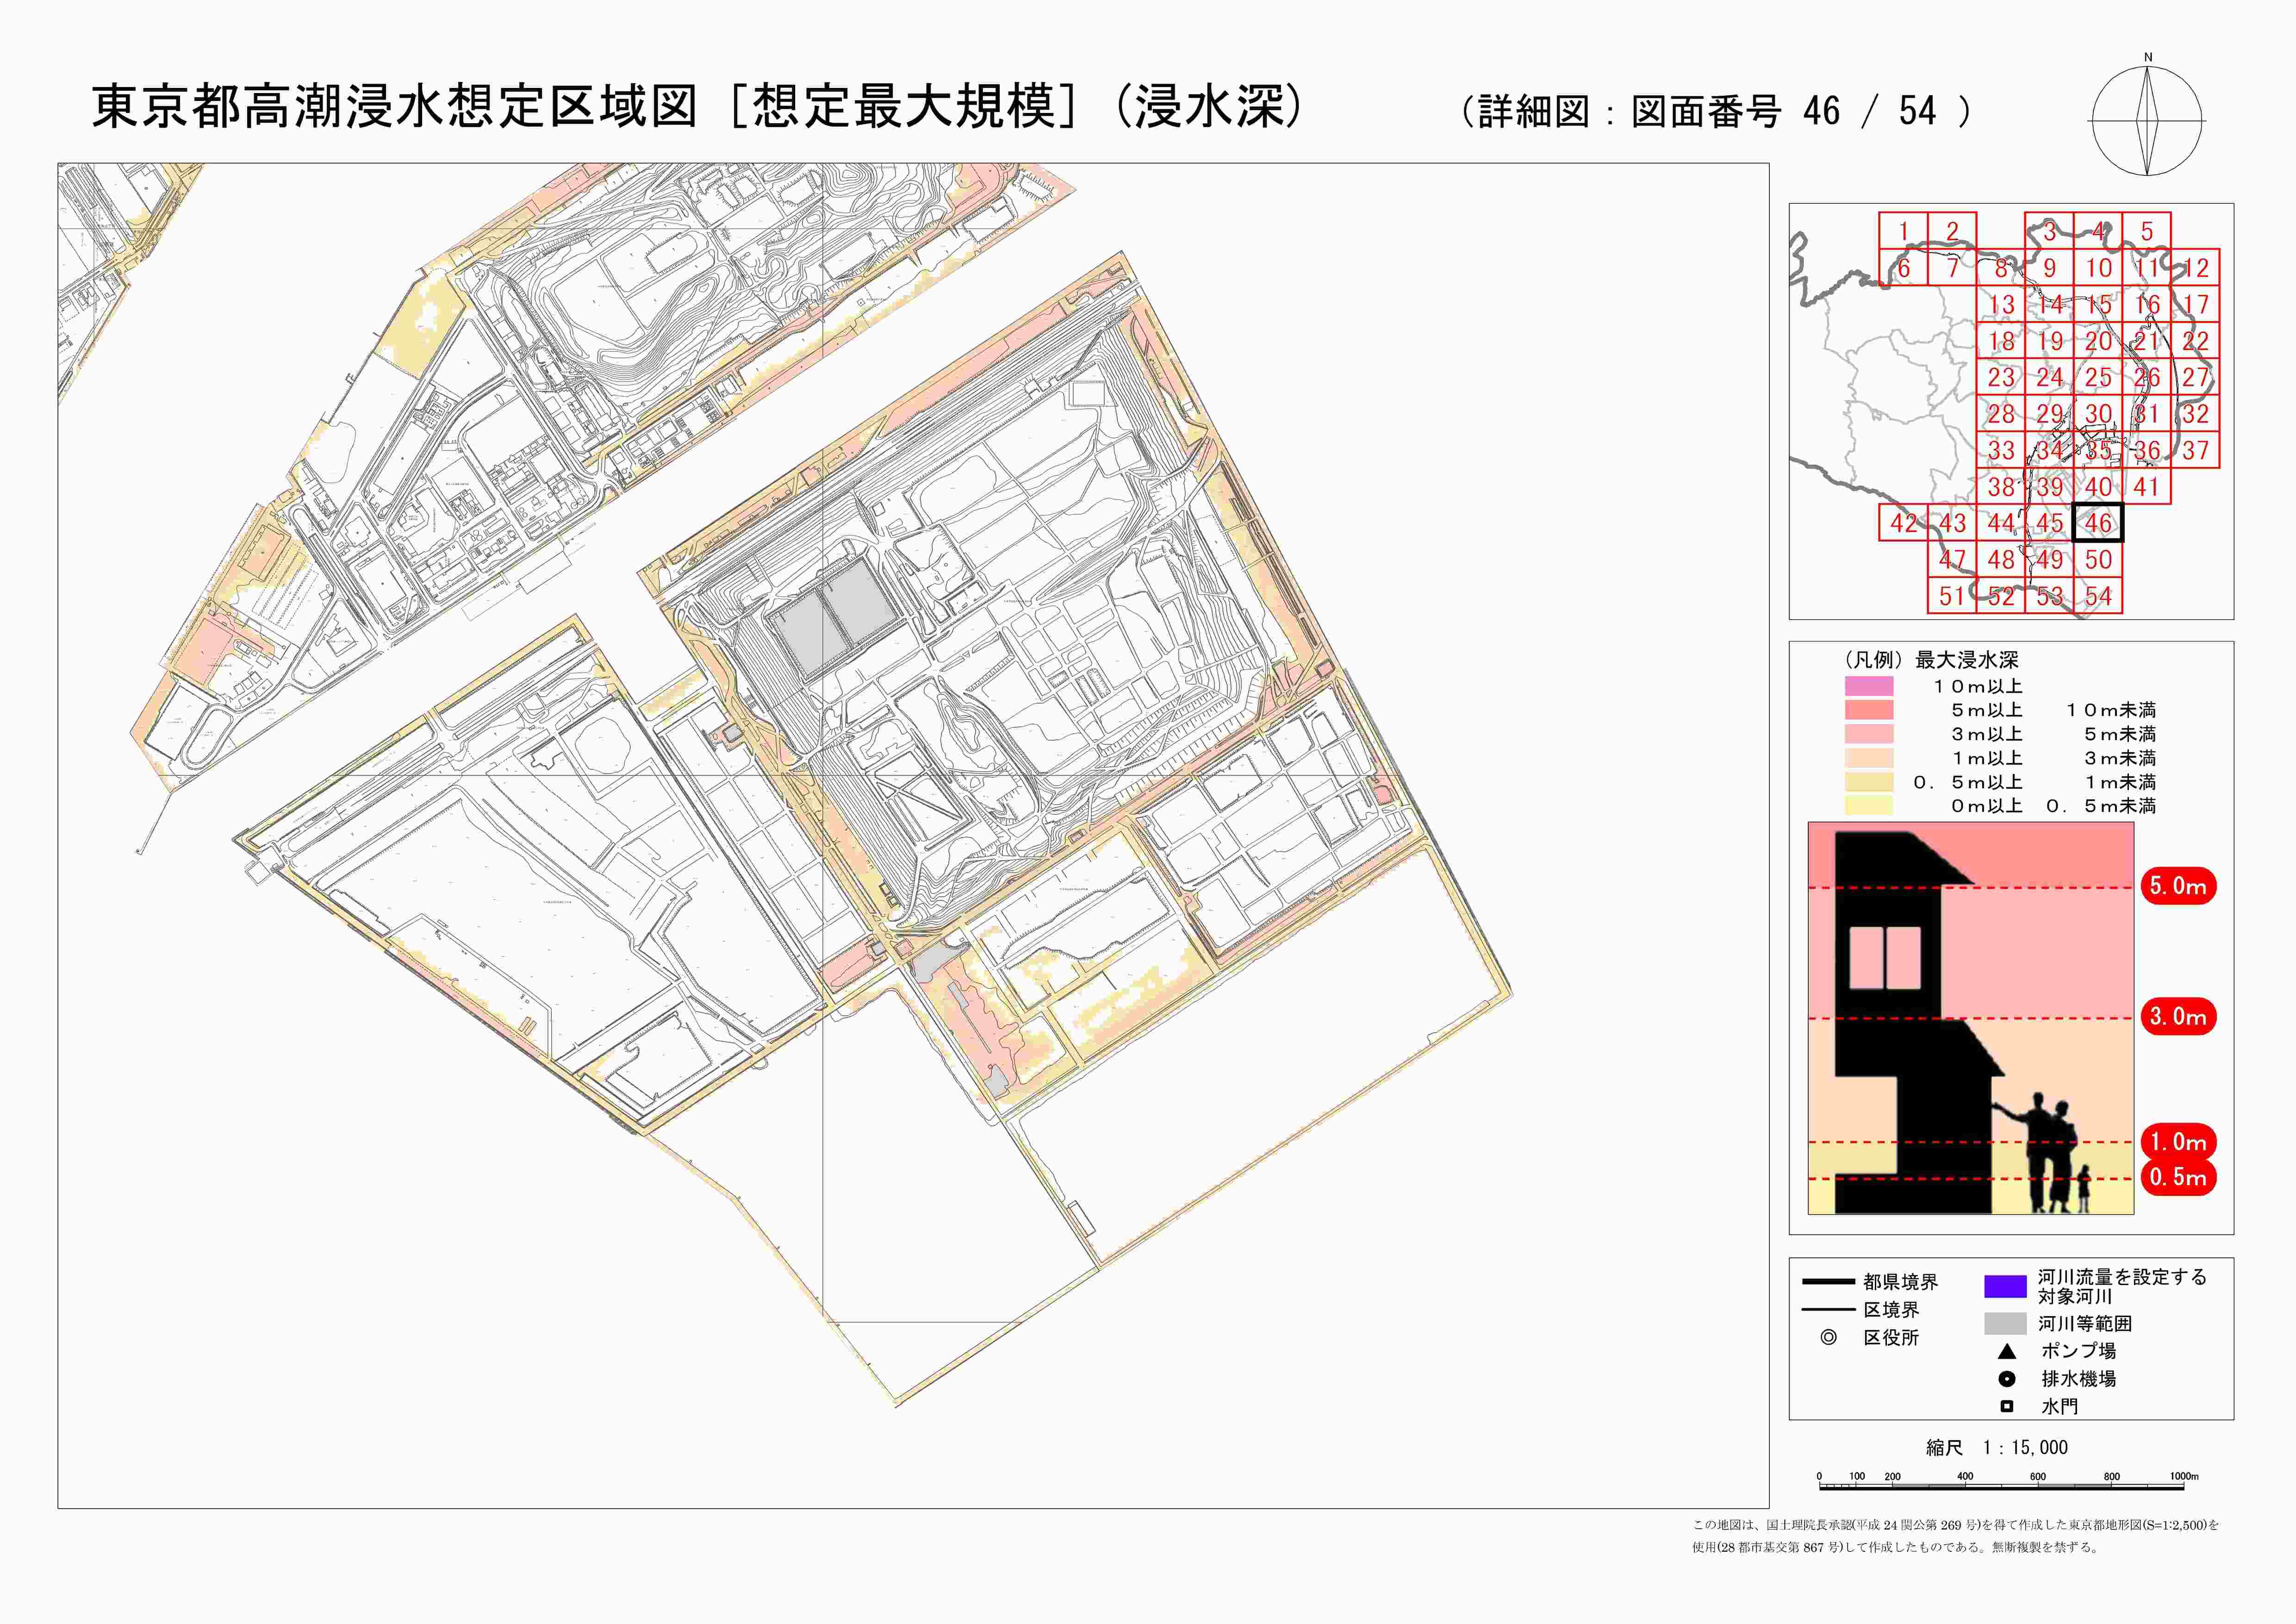 東京都高潮浸水想定区域図［想定最大規模］（浸水深）
（詳細図：図面番号 46 / 54 ）
N
1 2 3 4 5
6 7 8 9 10 11 12
13 14 15 16 17
18 19 20 21 22
23 24 25 26 27
28 29 30 31 32
33 34 35 36 37
38 39 40 41
42 43 44 45 46
47 48 49 50
51 52 53 54
（凡例）最大浸水深
１０ｍ以上
５ｍ以上 １０ｍ未満
３ｍ以上 ５ｍ未満
１ｍ以上 ３ｍ未満
０．５ｍ以上 １ｍ未満
０ｍ以上 ０．５ｍ未満
5.0m
3.0m
1.0m
0.5m
都県境界
区境界
区役所
河川流量を設定する
対象河川
河川等範囲
ポンプ場
排水機場
水門
縮尺 1：15,000
0 100 200 400 600 800 1000m
この地図は、国土地理院長承認(平成 24 関公第 269 号)を得て作成した東京都地形図(S=1:2,500)を
使用(28 都市基交第 867 号)して作成したものである。無断複製を禁ずる。